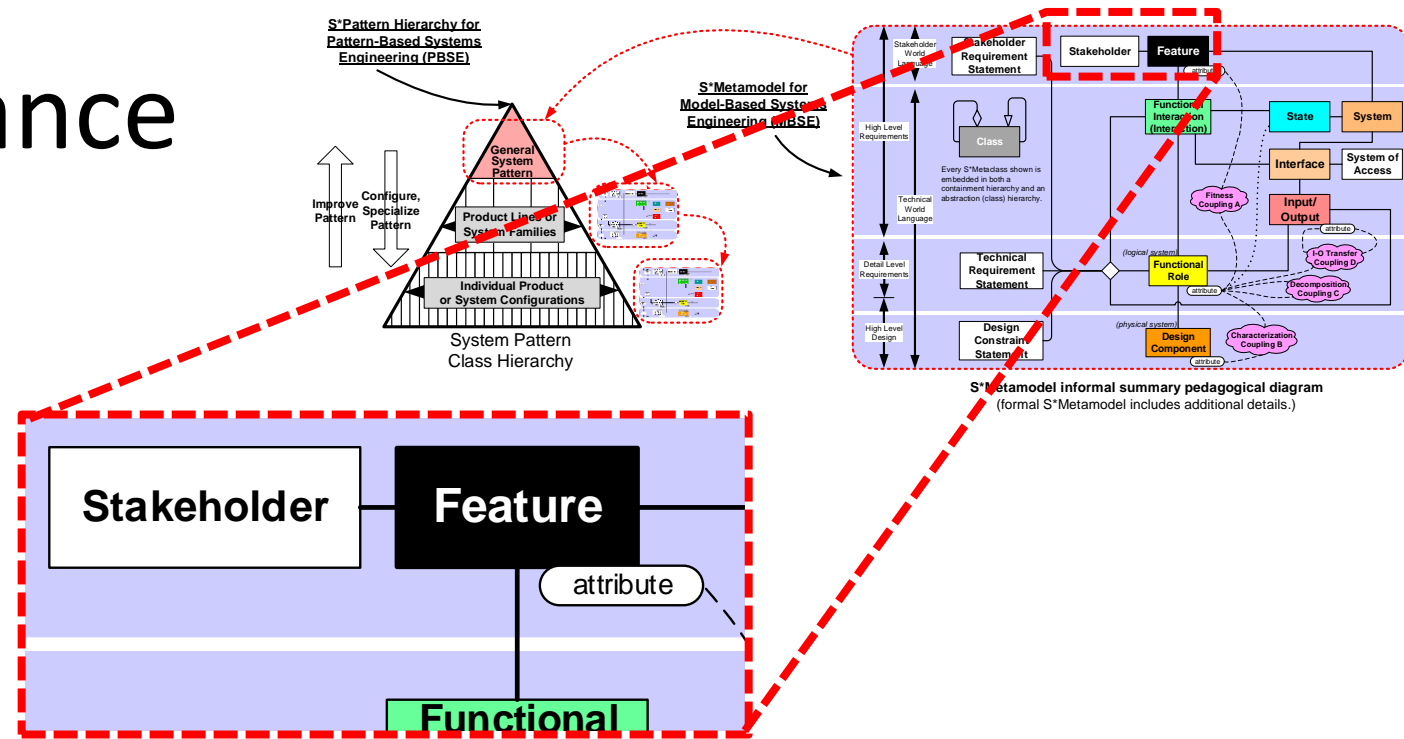 ance
S*Pattern Hierarchy for
Pattern-Based Systems
Engineering (PBSE)
General
System
Pattern
Improve
Pattern
Configure,
Specialize
Pattern
Product Lines or
System Families
Individual Product
or System Configurations
System Pattern
Class Hierarchy
S*Metamodel for
Model-Based Systems
Engineering (MBSE)
Stakeholder
World
Language
High Level
Requirements
Technical
World
Language
Detail Level
Requirements
High Level
Design
Stakeholder
Requirement
Statement
Stakeholder
Feature
attribute
Class
Every S*Metaclass shown is
embedded in both a
containment hierarchy and an
abstraction (class) hierarchy.
Functional
Interaction
(Interaction)
State
System
Interface
System of
Access
Fitness
Coupling A
Input/
Output
attribute
I-O Transfer
Coupling D
Technical
Requirement
Statement
(logical system)
Functional
Role
attribute
Decomposition
Coupling C
Design
Constraint
Statement
(physical system)
Design
Component
attribute
Characterization
Coupling B
S*Metamodel informal summary pedagogical diagram
(formal S*Metamodel includes additional details.)
Stakeholder
Feature
attribute
Functional